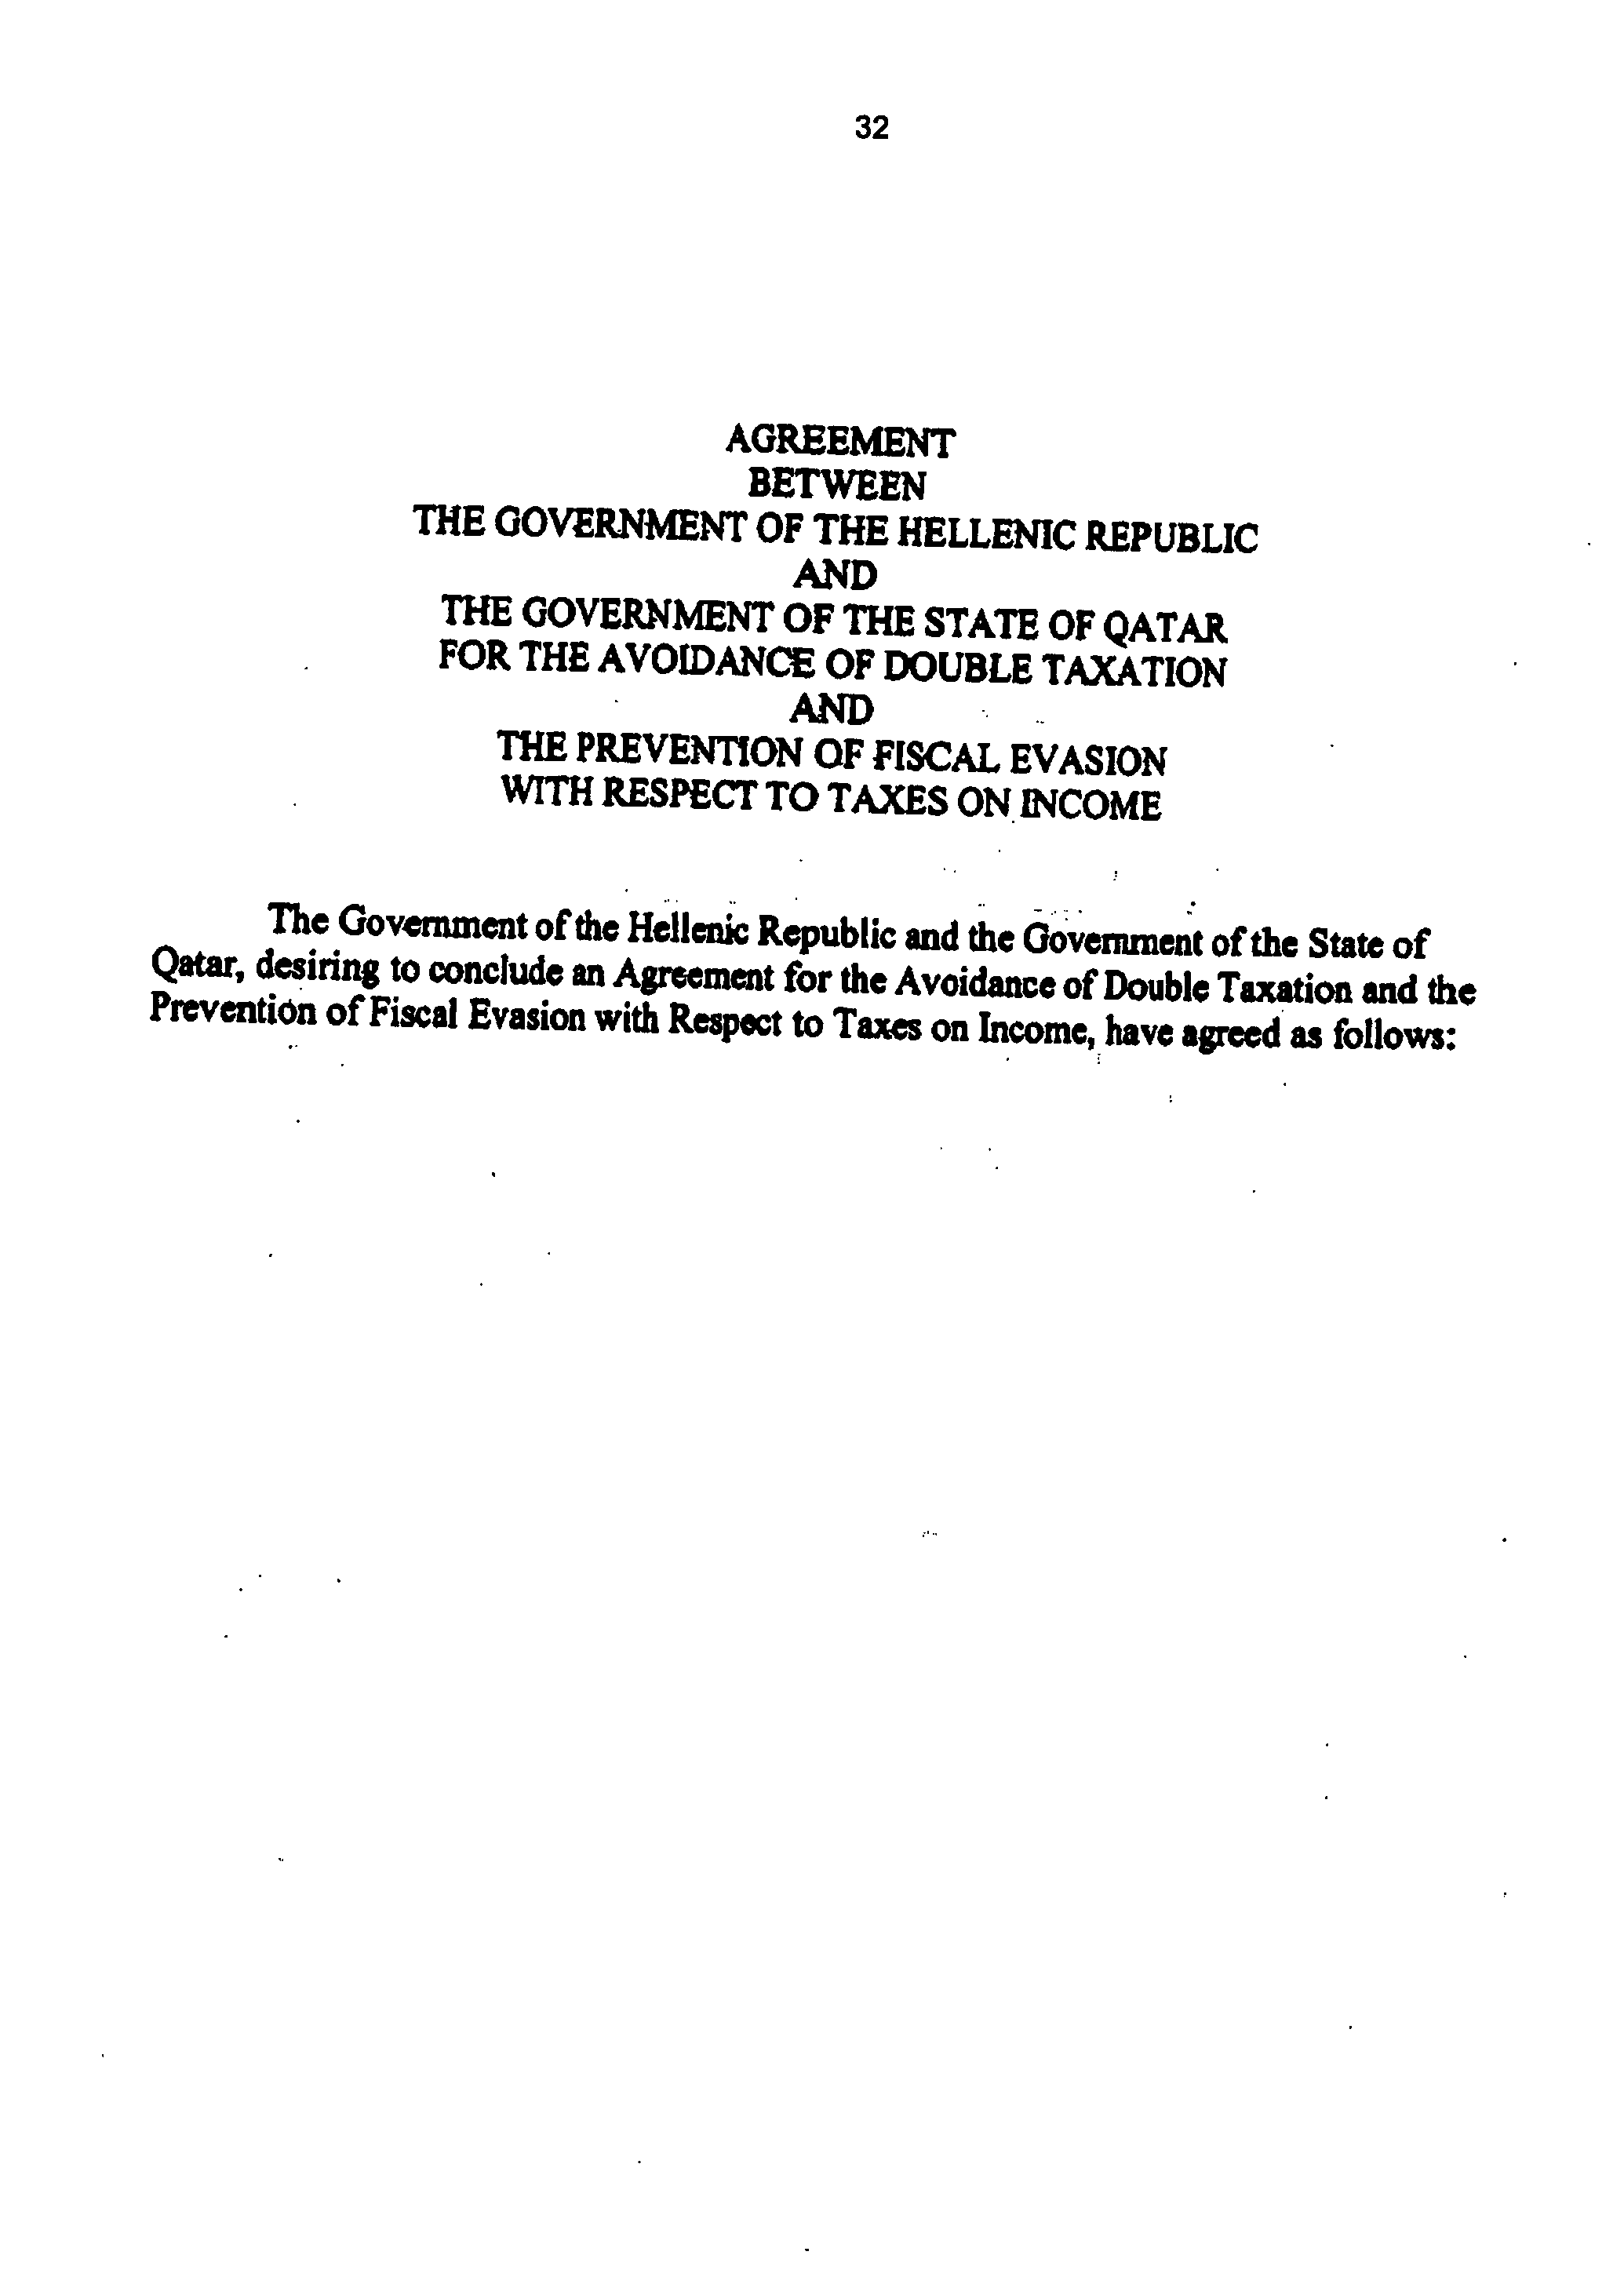 32
AGREEMENT
BETWEEN
THE GOVERNMENT OF THE HELLENIC REPUBLIC
AND
THE GOVERNMENT OF THE STATE OF QATAR
FOR THE AVOIDANCE OF DOUBLE TAXATION
AND
THE PREVENTION OF FISCAL EVASION
WITH RESPECT TO TAXES ON INCOME
The Government of the Hellenic Republic and the Government of the State of
Qatar, desiring to conclude an Agreement for the Avoidance of Double Taxation and the
Prevention of Fiscal Evasion with Respect to Taxes on Income, have agreed as follows: